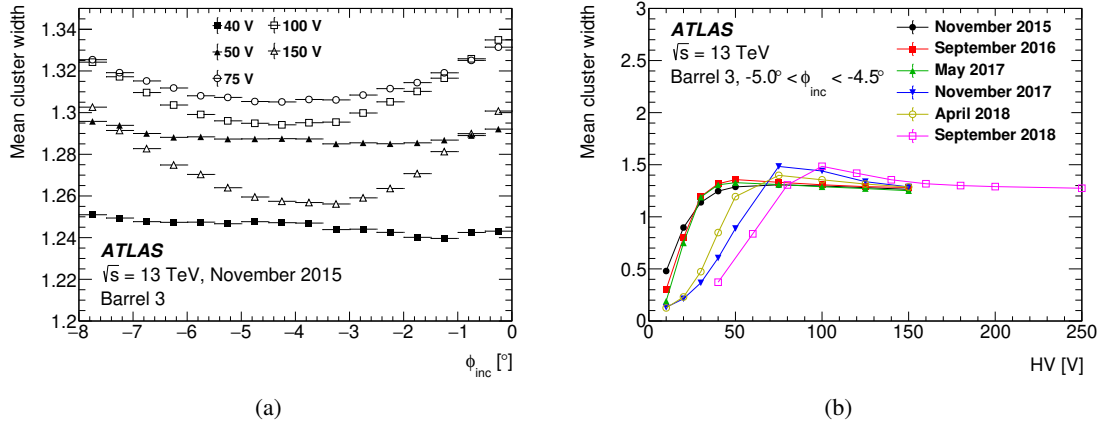 Mean cluster width
1.34
1.32
1.3
1.28
1.26
1.24
1.22
1.2
40 V
100 V
50 V
150 V
75 V
ATLAS
√s = 13 TeV, November 2015
Barrel 3
−8 −7 −6 −5 −4 −3 −2 −1 0
ϕinc [°]
(a)
Mean cluster width
3
2.5
2
1.5
1
0.5
0
ATLAS
√s = 13 TeV
Barrel 3, -5.0° < ϕinc < -4.5°
November 2015
September 2016
May 2017
November 2017
April 2018
September 2018
0 50 100 150 200 250
HV [V]
(b)